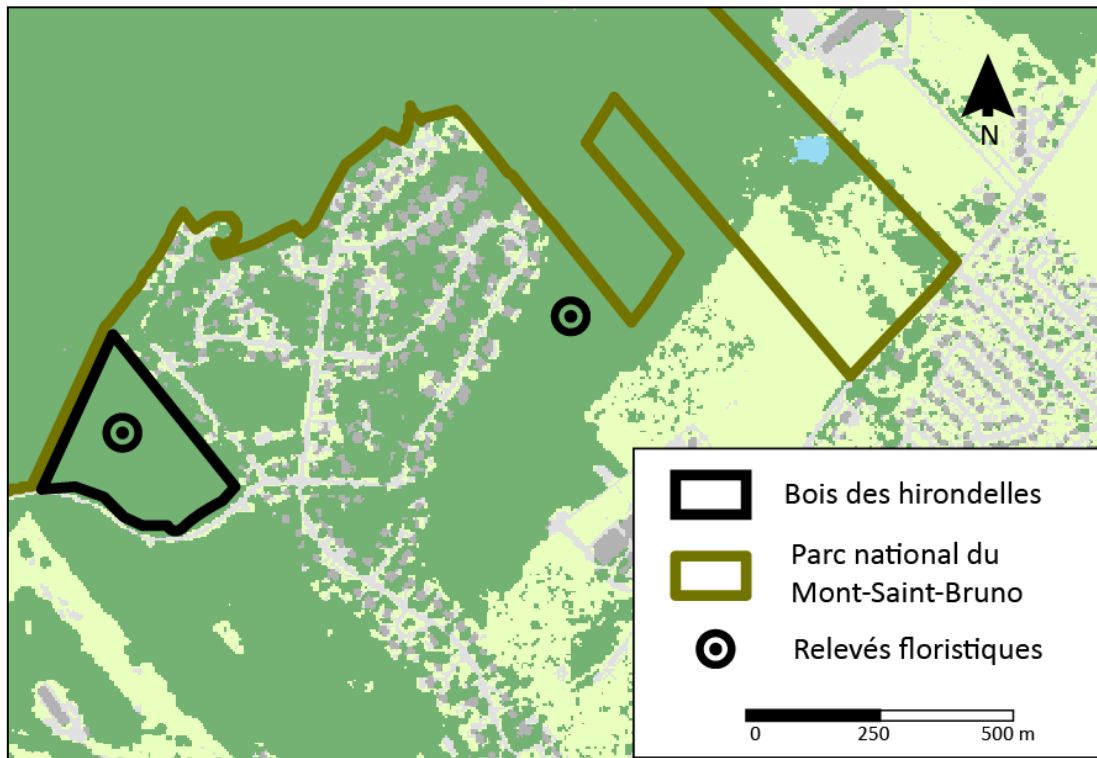 N
Bois des hirondelles
Parc national du
Mont-Saint-Bruno
Relevés floristiques
0 250 500 m